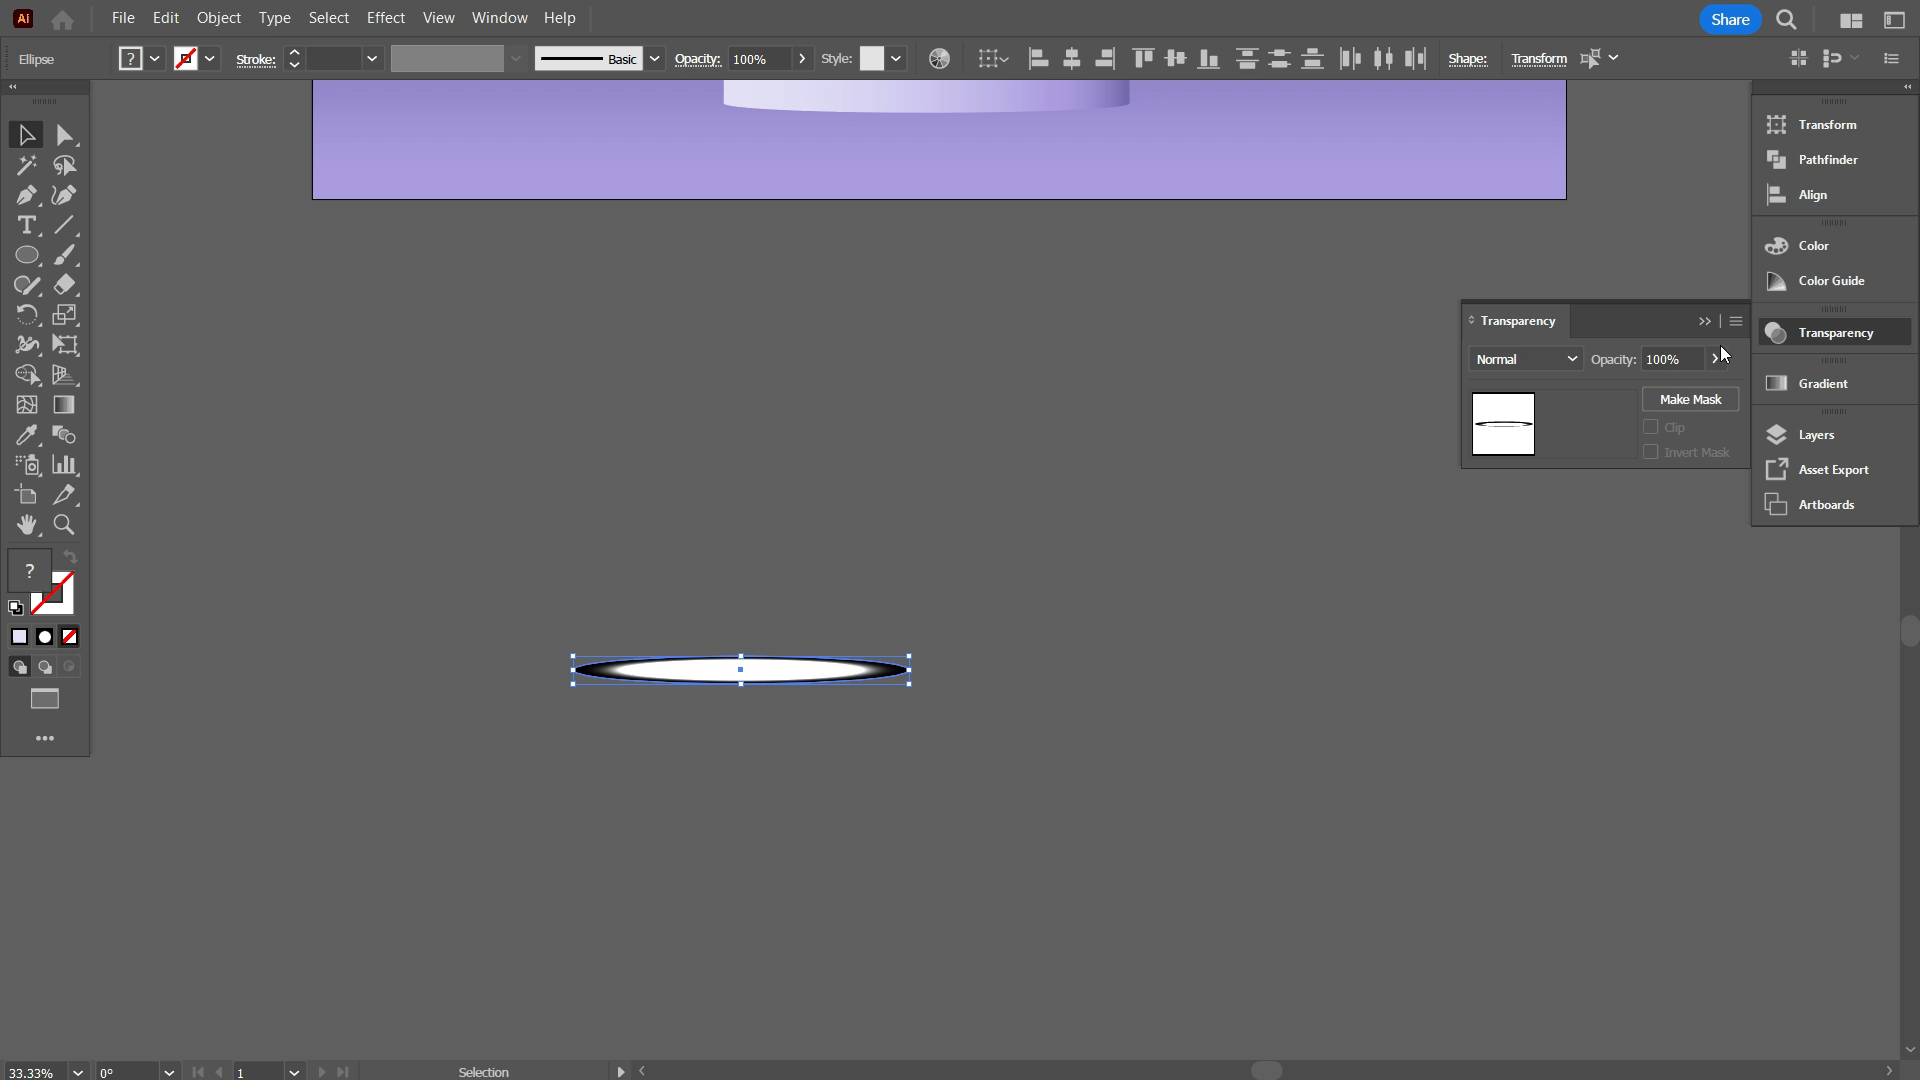 Ai File Edit Object Type Select Effect View Window Help Share
Ellipse ? Stroke: Basic Opacity: 100% Style: Shape: Transform
Transform
Pathfinder
Align
Color
Color Guide
Transparency
Gradient
Layers
Asset Export
Artboards
Transparency
Normal Opacity: 100%
Make Mask
Clip
Invert Mask
T
?
33.33% 0° 1 Selection